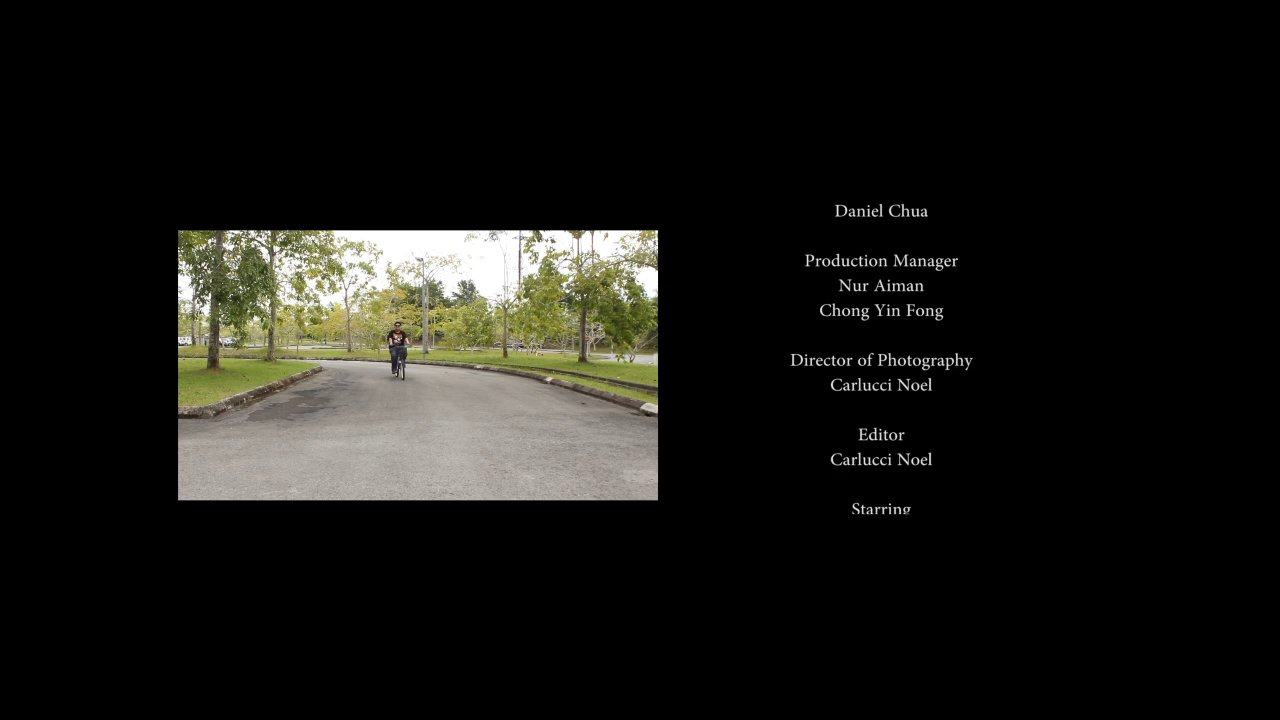 Daniel Chua
Production Manager
Nur Aiman
Chong Yin Fong
Director of Photography
Carlucci Noel
Editor
Carlucci Noel
Starring